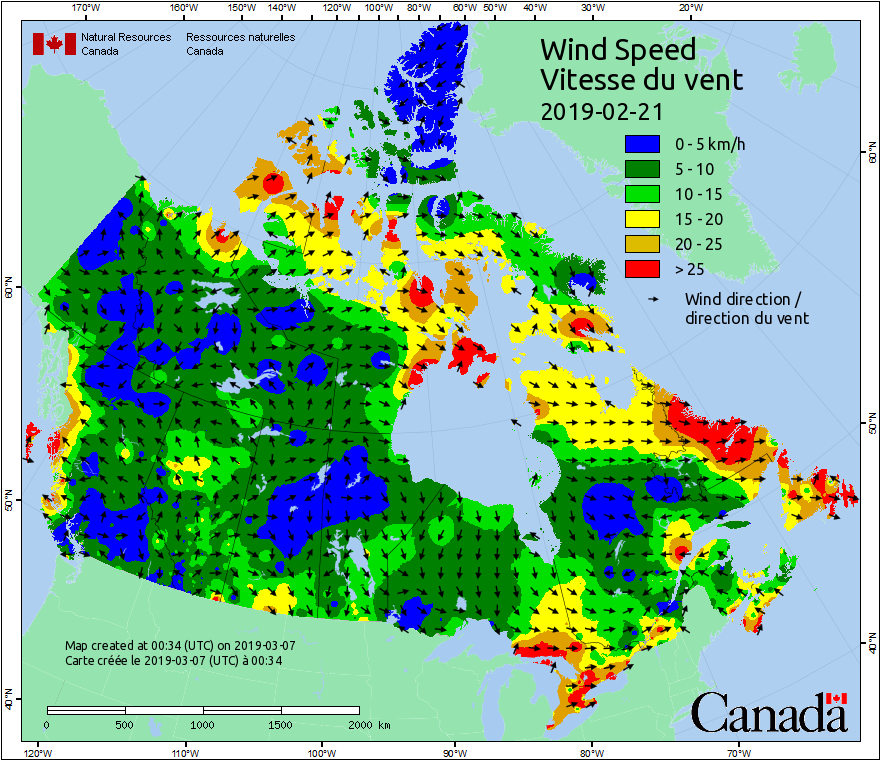 170°W 160°W 150°W 140°W 120°W 100°W 80°W 60°W 50°W 40°W 30°W 20°W
Natural Resources Ressources naturelles
Canada Canada
Wind Speed
Vitesse du vent
2019-02-21
0 - 5 km/h
5 - 10
10 - 15
15 - 20
20 - 25
> 25
Wind direction /
direction du vent
60°N
60°N
50°N
50°N
40°N
40°N
Map created at 00:34 (UTC) on 2019-03-07
Carte créée le 2019-03-07 (UTC) à 00:34
0 500 1000 1500 2000 km
Canada
120°W 110°W 100°W 90°W 80°W 70°W